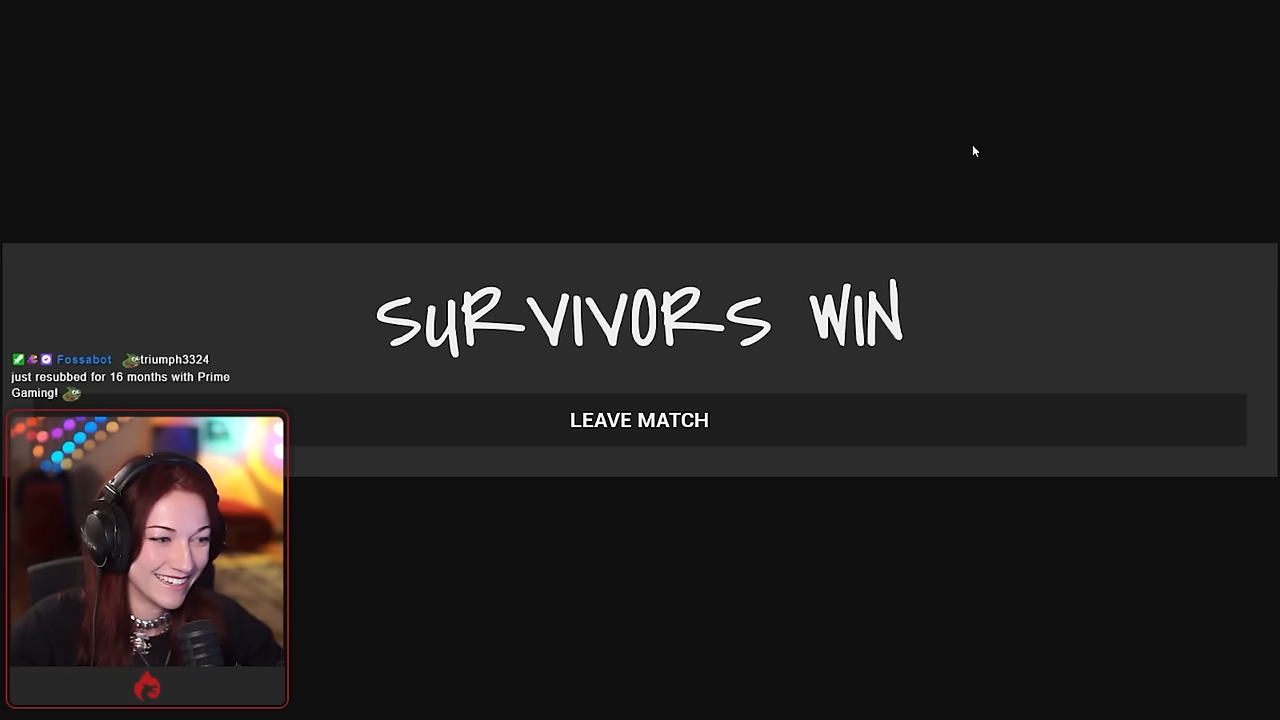 SURVIVORS WIN
Fossabot triumph3324
just resubbed for 16 months with Prime
Gaming!
LEAVE MATCH